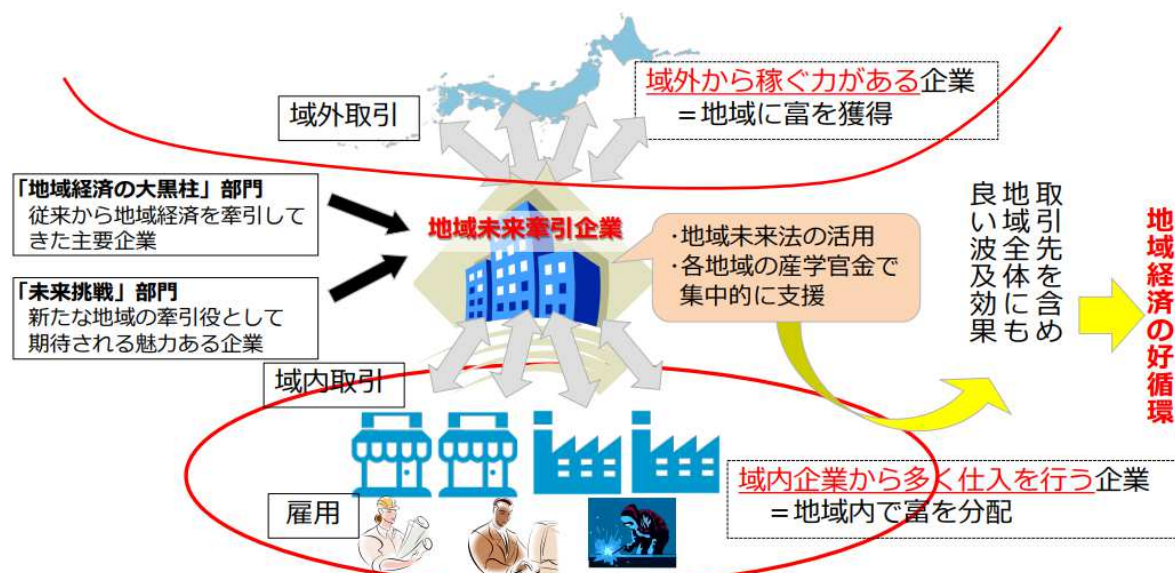 域外取引
域外から稼ぐ力がある企業
＝地域に富を獲得
「地域経済の大黒柱」部門
従来から地域経済を牽引して
きた主要企業
「未来挑戦」部門
新たな地域の牽引役として
期待される魅力ある企業
地域未来牽引企業
・地域未来法の活用
・各地域の産学官金で
集中的に支援
取引先を含め
地域全体にも
良い波及効果
地域経済の好循環
域内取引
雇用
域内企業から多く仕入を行う企業
＝地域内で富を分配